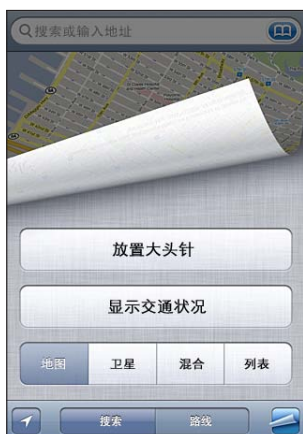 搜索或输入地址
放置大头针
显示交通状况
地图 卫星 混合 列表
搜索 路线